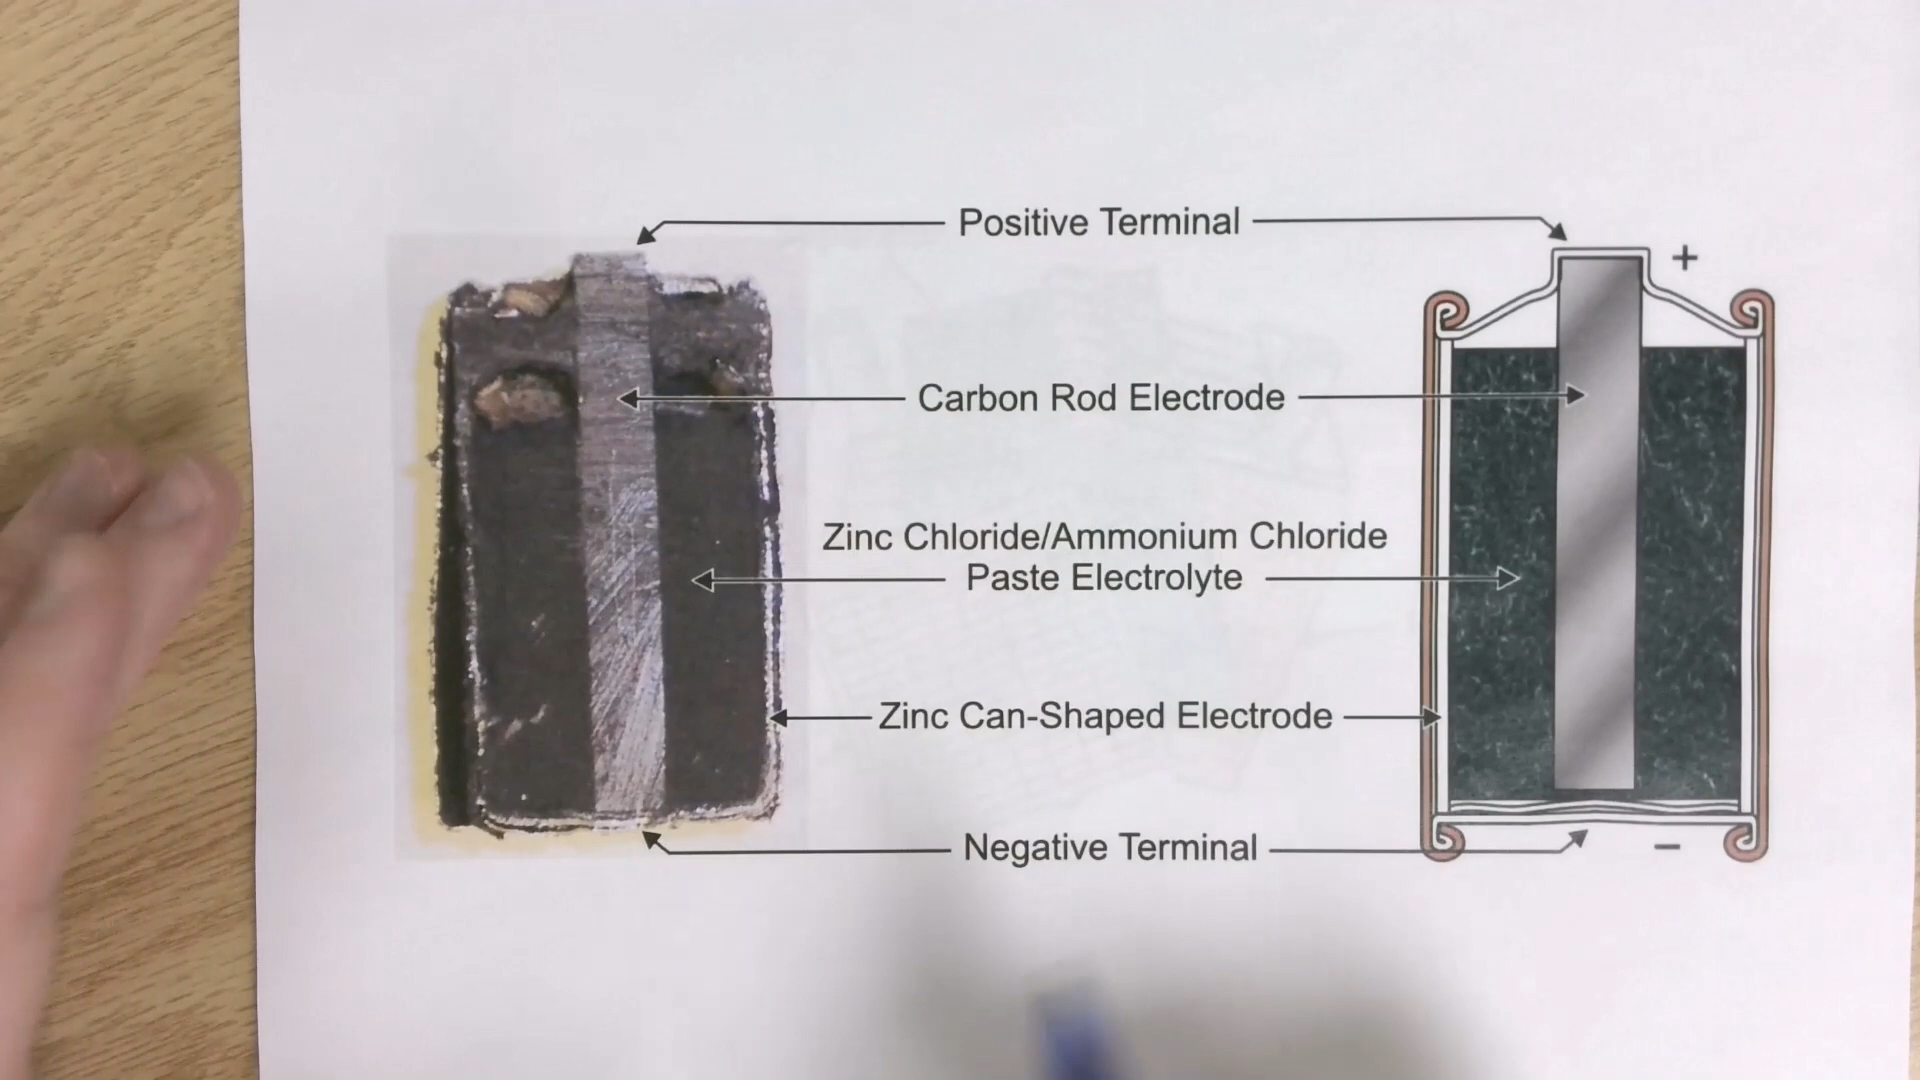 Positive Terminal
+
Carbon Rod Electrode
Zinc Chloride/Ammonium Chloride
Paste Electrolyte
Zinc Can-Shaped Electrode
Negative Terminal
−